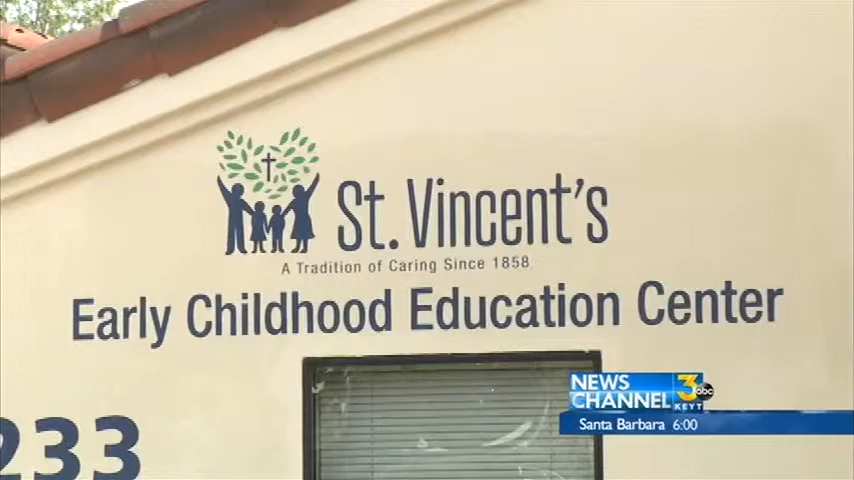 St. Vincent's
A Tradition of Caring Since 1858
Early Childhood Education Center
233
NEWS
CHANNEL 3 abc
KEYT
Santa Barbara 6:00